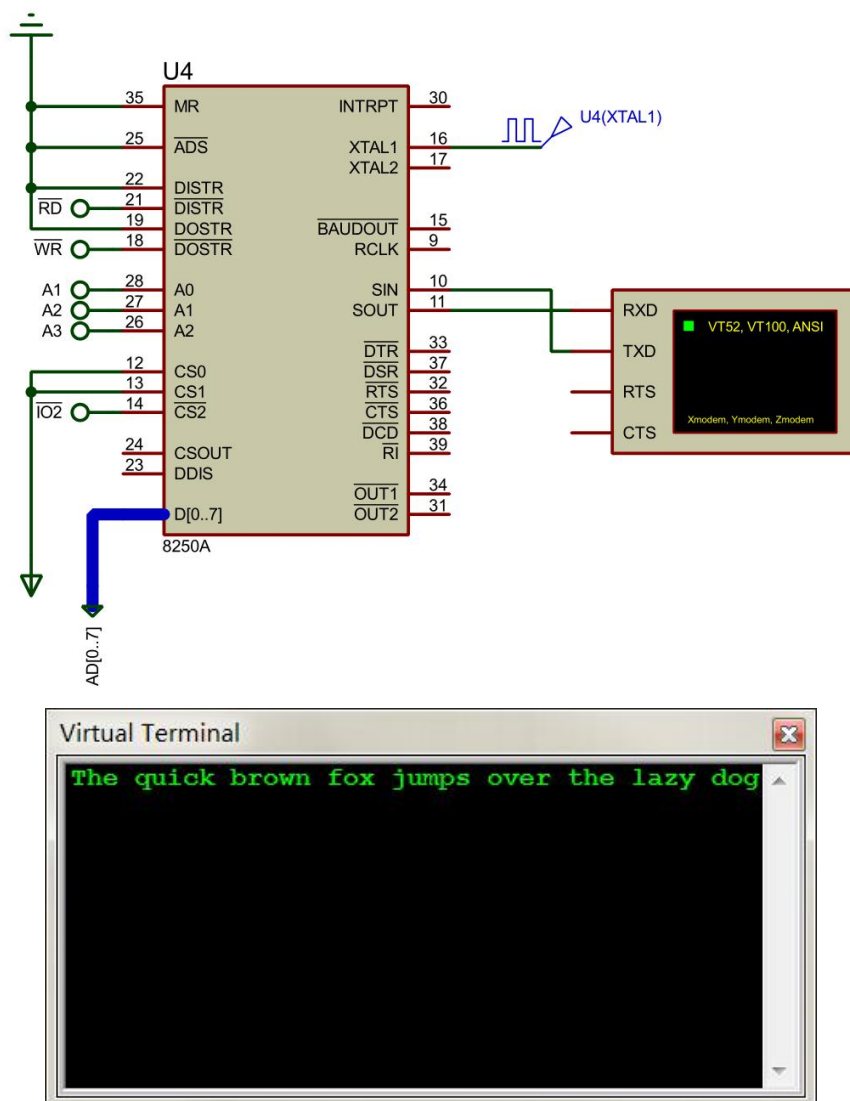 U4
35 MR INTRPT 30
25 ADS XTAL1 16 U4(XTAL1)
XTAL2 17
22 DISTR
RD 21 DISTR
19 DOSTR BAUDOUT 15
WR 18 DOSTR RCLK 9
A1 28 A0 SIN 10 RXD
A2 27 A1 SOUT 11 VT52, VT100, ANSI
A3 26 A2
DTR 33 TXD
12 CS0 DSR 37
13 CS1 RTS 32 RTS
IO2 14 CS2 CTS 36
DCD 38 Xmodem, Ymodem, Zmodem
24 CSOUT RI 39 CTS
23 DDIS
OUT1 34
D[0..7] OUT2 31
8250A
AD[0..7]
Virtual Terminal
The quick brown fox jumps over the lazy dog